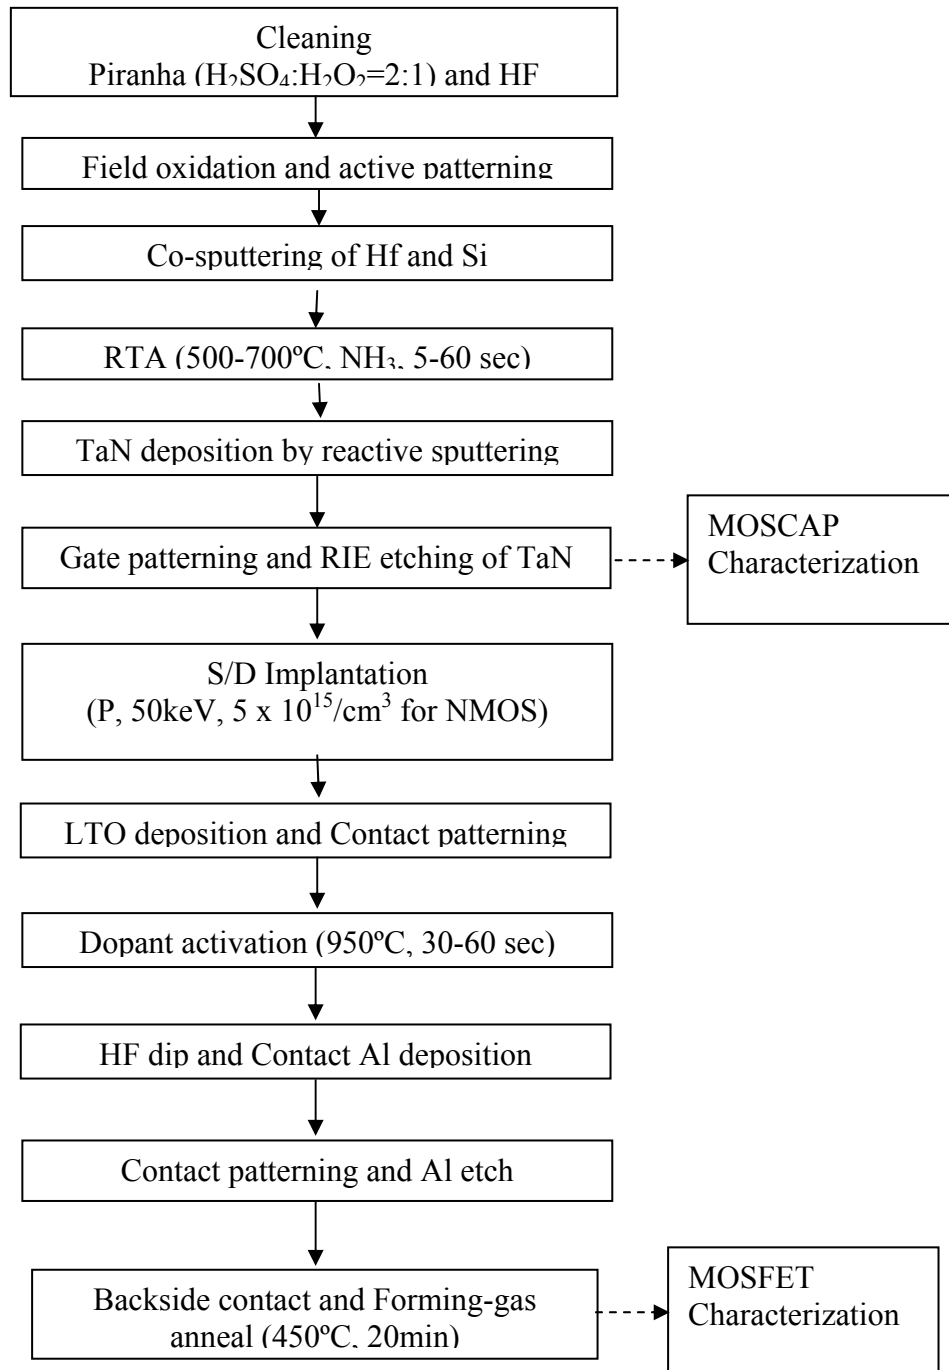 Cleaning
Piranha (H₂SO₄:H₂O₂=2:1) and HF
Field oxidation and active patterning
Co-sputtering of Hf and Si
RTA (500-700ºC, NH₃, 5-60 sec)
TaN deposition by reactive sputtering
Gate patterning and RIE etching of TaN
MOSCAP
Characterization
S/D Implantation
(P, 50keV, 5 x 10¹⁵/cm³ for NMOS)
LTO deposition and Contact patterning
Dopant activation (950ºC, 30-60 sec)
HF dip and Contact Al deposition
Contact patterning and Al etch
Backside contact and Forming-gas
anneal (450ºC, 20min)
MOSFET
Characterization